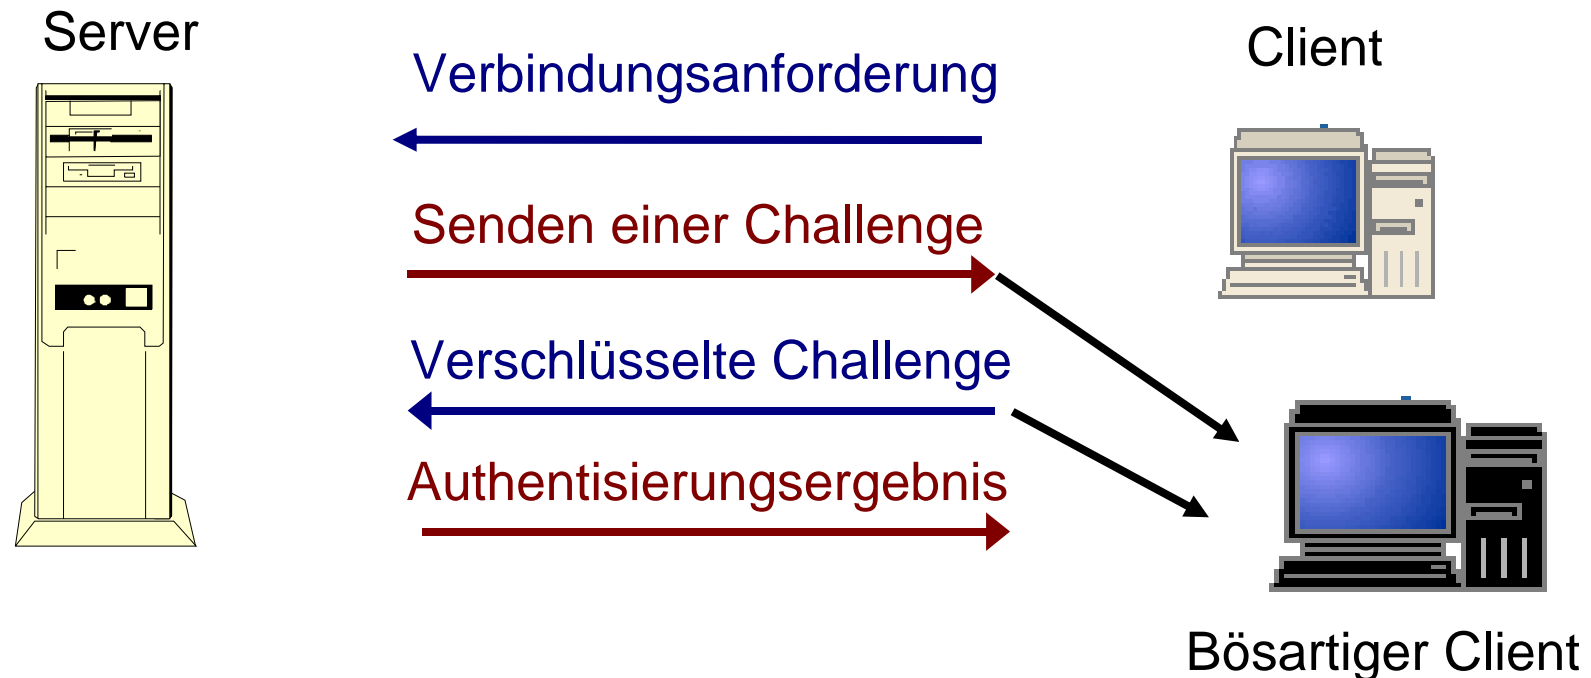 Server
Client
Verbindungsanforderung
Senden einer Challenge
Verschlüsselte Challenge
Authentisierungsergebnis
Bösartiger Client